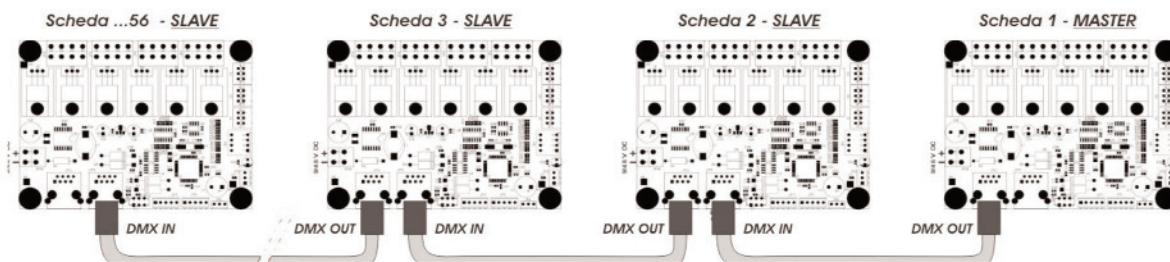 Scheda ...56 - SLAVE
Scheda 3 - SLAVE
Scheda 2 - SLAVE
Scheda 1 - MASTER
DMX IN
DMX OUT
DMX IN
DMX OUT
DMX IN
DMX OUT